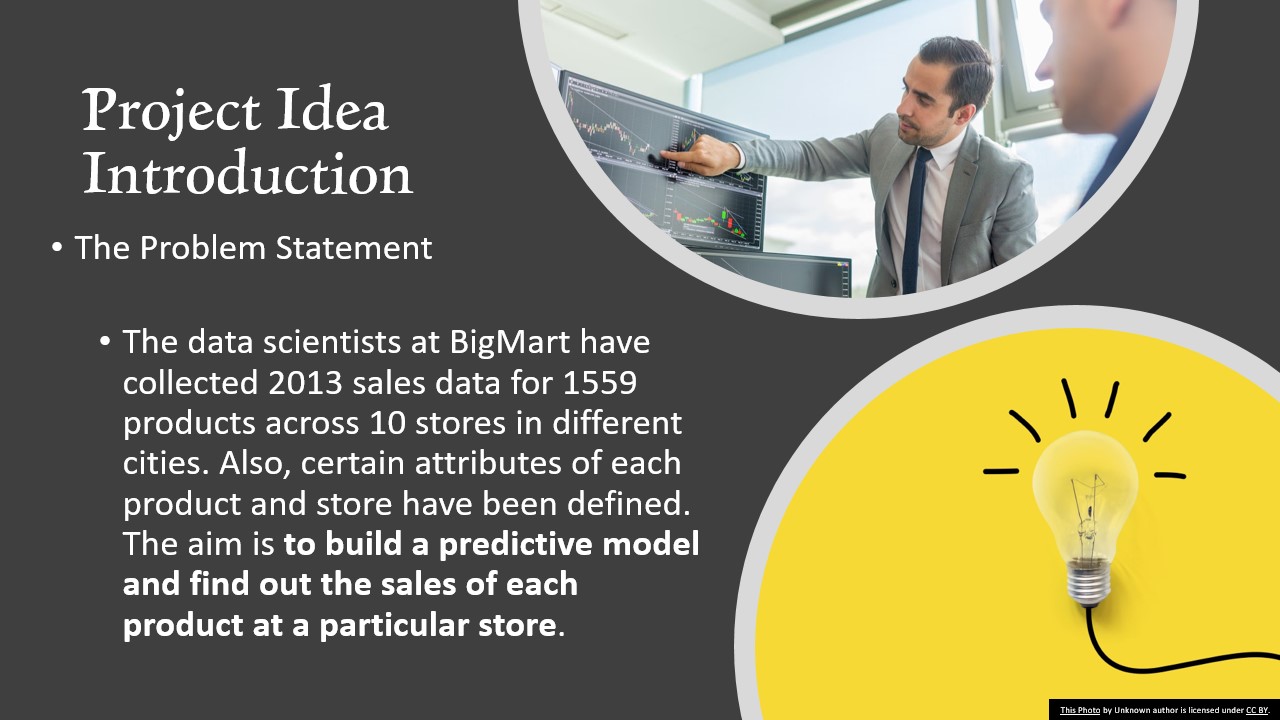 Project Idea
Introduction
• The Problem Statement
• The data scientists at BigMart have
collected 2013 sales data for 1559
products across 10 stores in different
cities. Also, certain attributes of each
product and store have been defined.
The aim is to build a predictive model
and find out the sales of each
product at a particular store.
This Photo by Unknown author is licensed under CC BY.